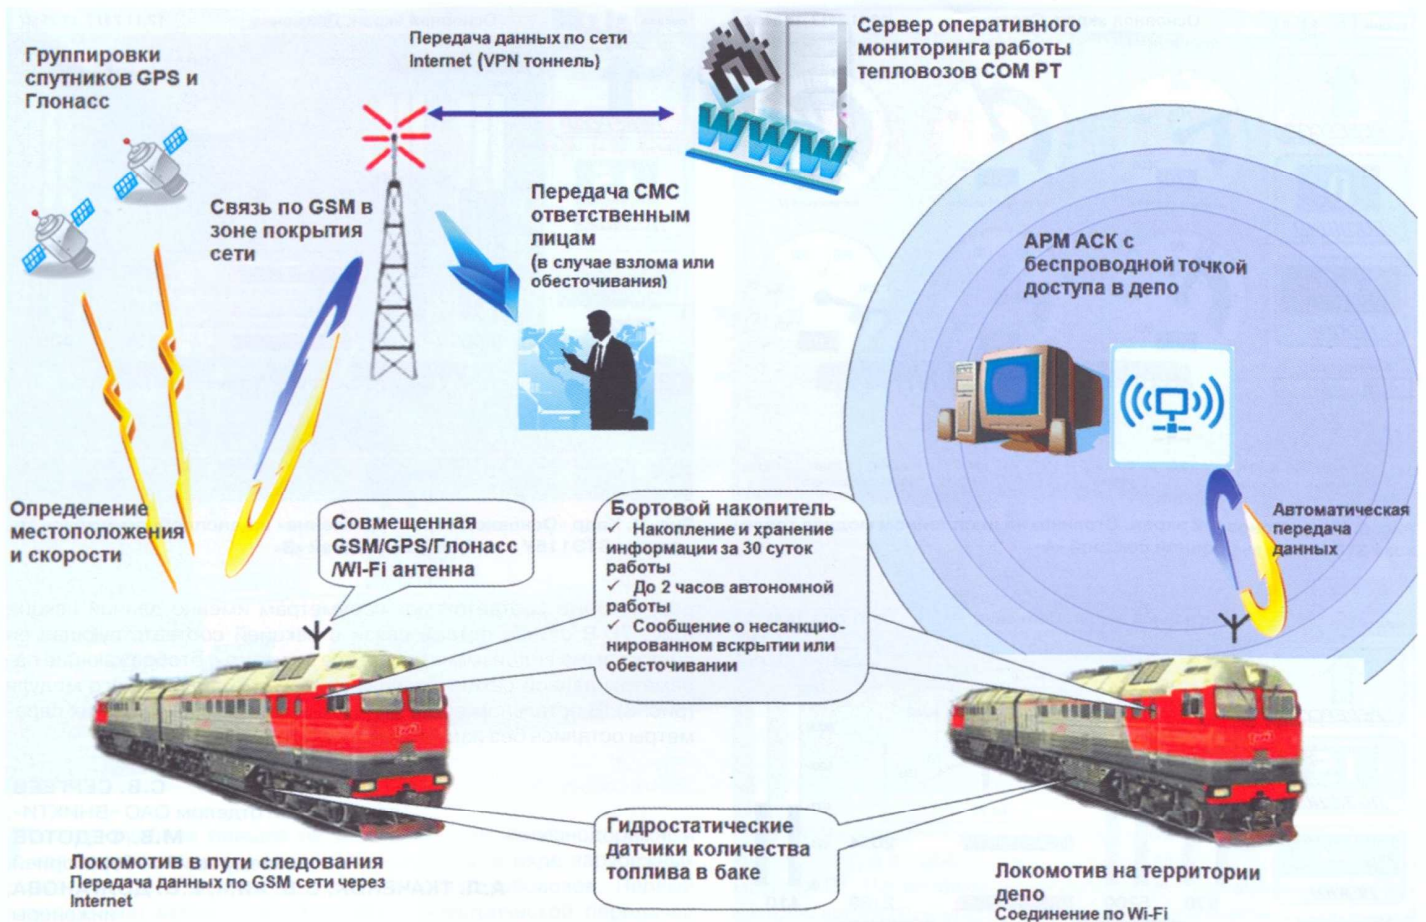 Группировки
спутников GPS и
Глонасс
Передача данных по сети
Internet (VPN тоннель)
Сервер оперативного
мониторинга работы
тепловозов СОМ РТ
WWW
Связь по GSM в
зоне покрытия
сети
Передача СМС
ответственным
лицам
(в случае взлома или
обесточивания)
АРМ АСК с
беспроводной точкой
доступа в депо
Определение
местоположения
и скорости
Совмещенная
GSM/GPS/Глонасс
/WI-Fi антенна
Бортовой накопитель
✓ Накопление и хранение
информации за 30 суток
работы
✓ До 2 часов автономной
работы
✓ Сообщение о несанкцио-
нированном вскрытии или
обесточивании
Автоматическая
передача
данных
Гидростатические
датчики количества
топлива в баке
Локомотив в пути следования
Передача данных по GSM сети через
Internet
Локомотив на территории
депо
Соединение по Wi-Fi